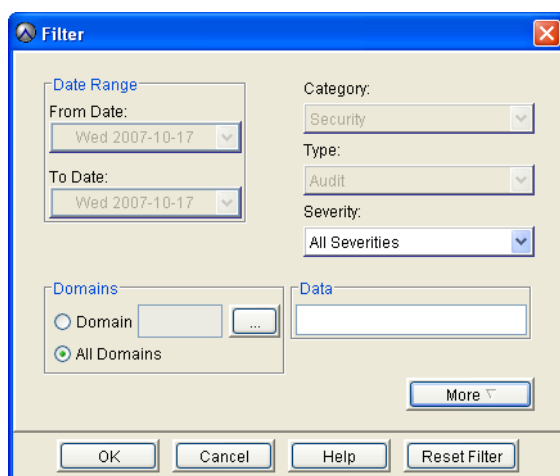 Filter
Date Range
From Date:
Wed 2007-10-17
To Date:
Wed 2007-10-17
Category:
Security
Type:
Audit
Severity:
All Severities
Domains
Domain
...
All Domains
Data
More
OK
Cancel
Help
Reset Filter